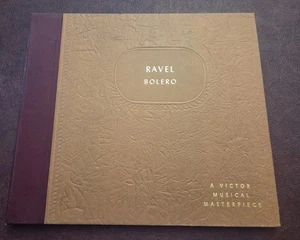 RAVEL
BOLERO
A VICTOR
MUSICAL
MASTERPIECE